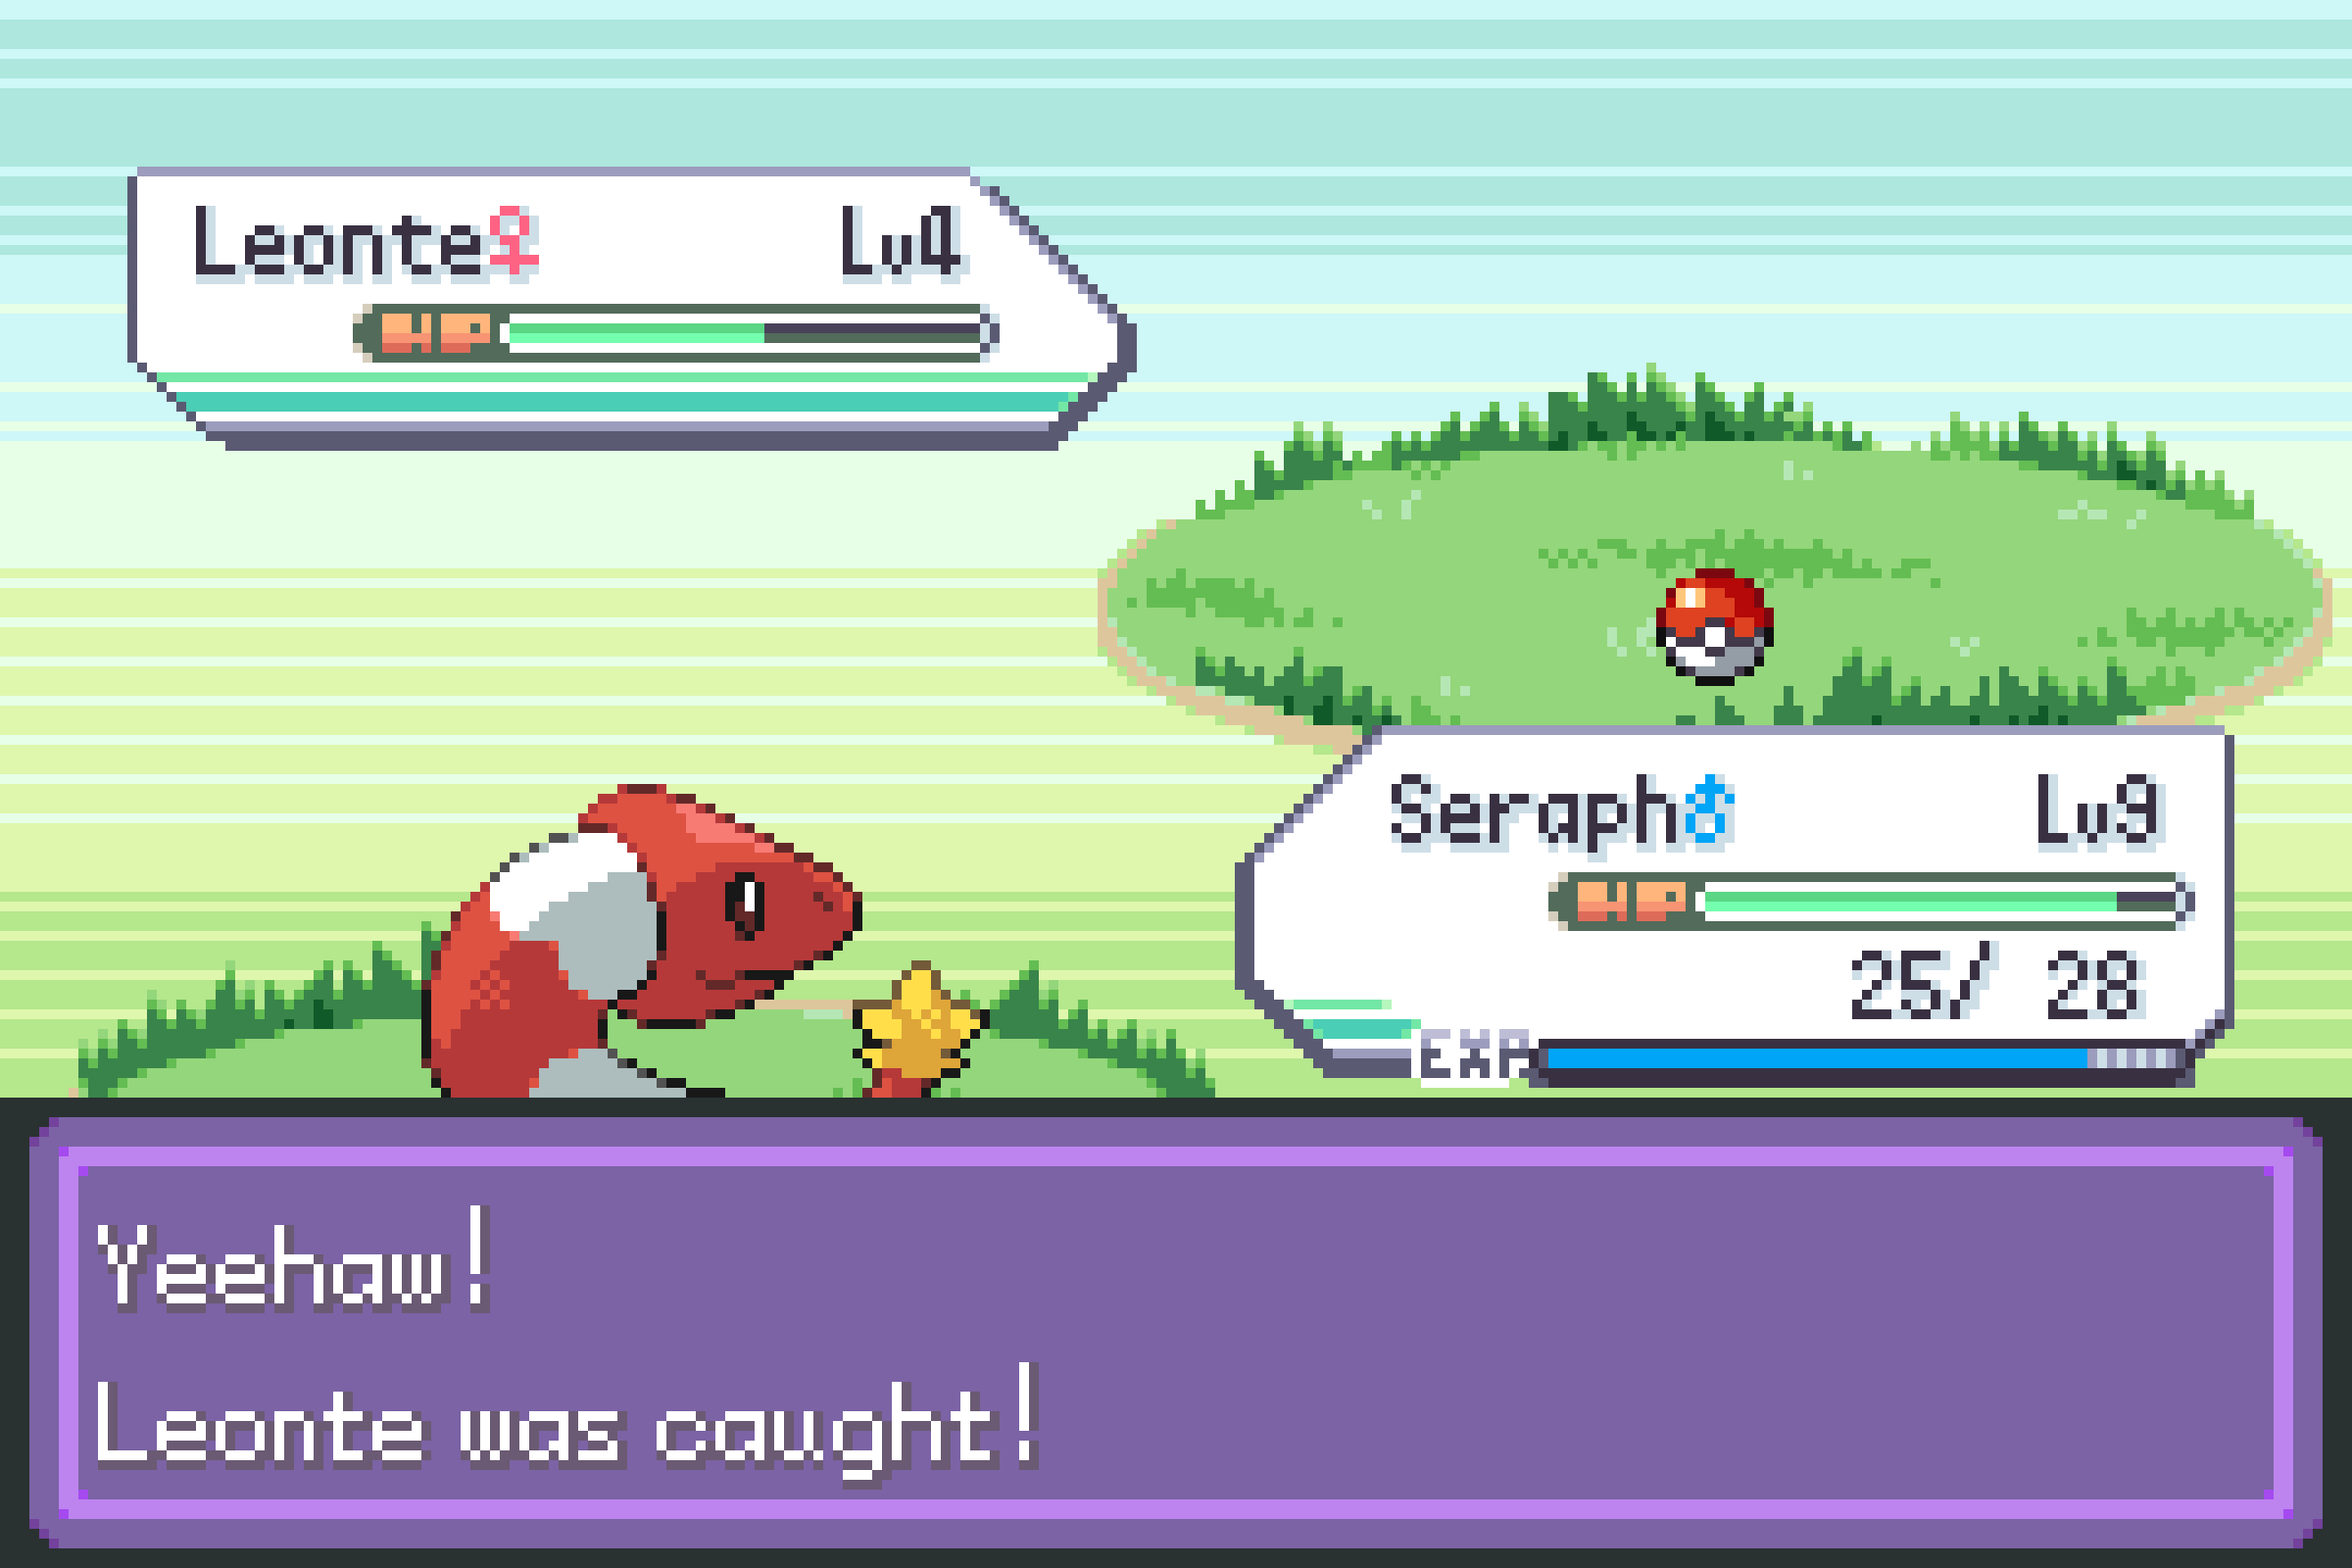 Leonte♀ Lv4
HP
Seraph♂ Lv9
HP
25/ 28
EXP
Yeehaw!
Leonte was caught!